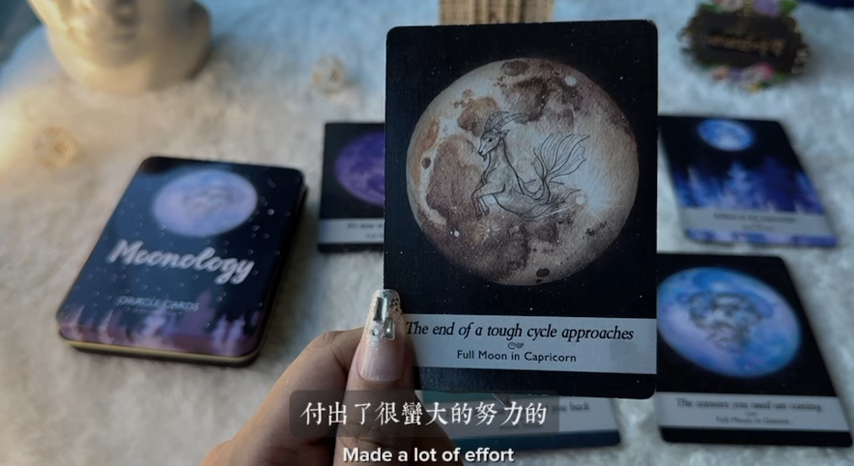 Moonology
ORACLE CARDS
The end of a tough cycle approaches
Full Moon in Capricorn
The answers you need are coming
付出了很蠻大的努力的
Made a lot of effort